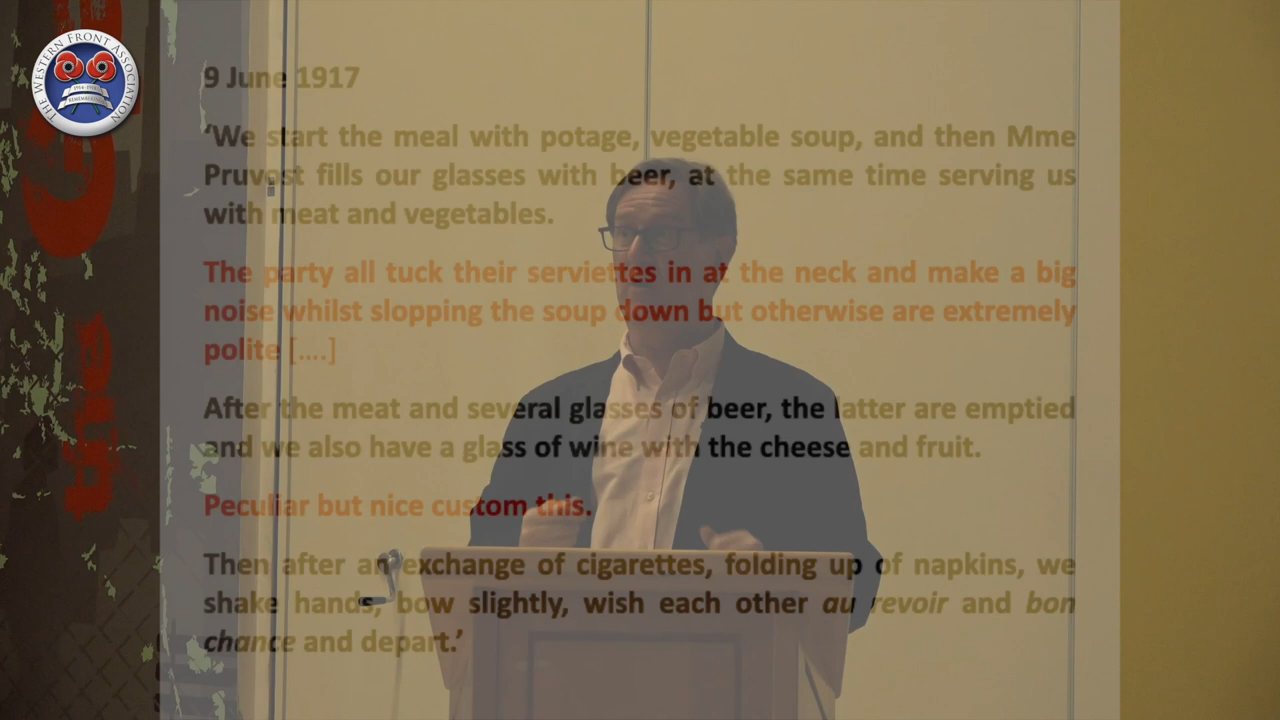 THE WESTERN FRONT ASSOCIATION
1914-1918
REMEMBERING
the G
9 June 1917
‘We start the meal with potage, vegetable soup, and then Mme
Pruvost fills our glasses with beer, at the same time serving us
with meat and vegetables.
The party all tuck their serviettes in at the neck and make a big
noise whilst slopping the soup down but otherwise are extremely
polite [....]
After the meat and several glasses of beer, the latter are emptied
and we also have a glass of wine with the cheese and fruit.
Peculiar but nice custom this.
Then after an exchange of cigarettes, folding up of napkins, we
shake hands, bow slightly, wish each other au revoir and bon
chance and depart.’